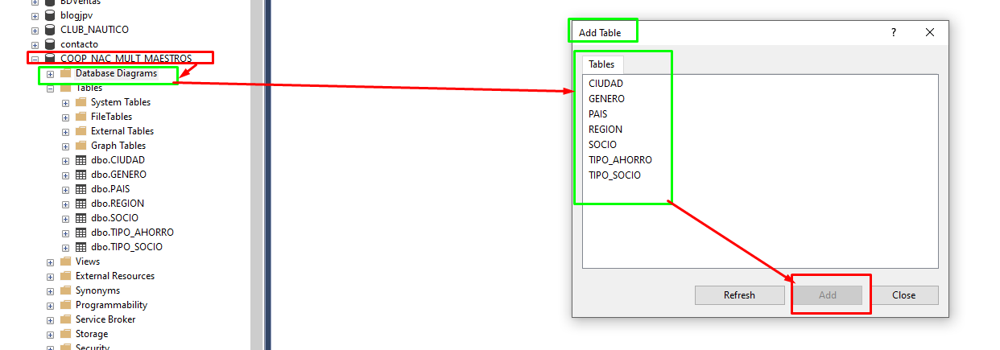 BDVentas
blogjpv
CLUB_NAUTICO
contacto
COOP_NAC_MULT_MAESTROS
Database Diagrams
Tables
System Tables
FileTables
External Tables
Graph Tables
dbo.CIUDAD
dbo.GENERO
dbo.PAIS
dbo.REGION
dbo.SOCIO
dbo.TIPO_AHORRO
dbo.TIPO_SOCIO
Views
External Resources
Synonyms
Programmability
Service Broker
Storage
Security
Add Table
?
Tables
CIUDAD
GENERO
PAIS
REGION
SOCIO
TIPO_AHORRO
TIPO_SOCIO
Refresh Add Close